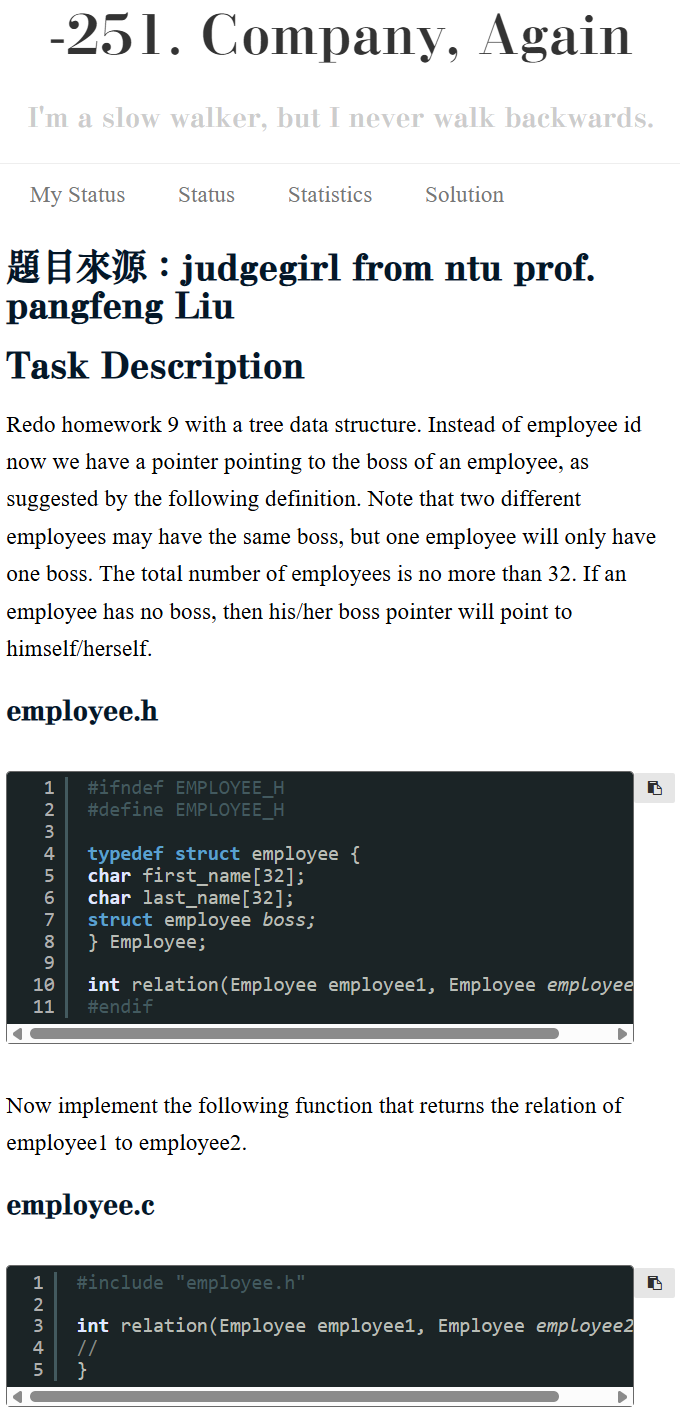 -251. Company, Again
I'm a slow walker, but I never walk backwards.
My Status Status Statistics Solution
題目來源：judgegirl from ntu prof.
pangfeng Liu
Task Description
Redo homework 9 with a tree data structure. Instead of employee id
now we have a pointer pointing to the boss of an employee, as
suggested by the following definition. Note that two different
employees may have the same boss, but one employee will only have
one boss. The total number of employees is no more than 32. If an
employee has no boss, then his/her boss pointer will point to
himself/herself.
employee.h
1 #ifndef EMPLOYEE_H
2 #define EMPLOYEE_H
3
4 typedef struct employee {
5 char first_name[32];
6 char last_name[32];
7 struct employee boss;
8 } Employee;
9
10 int relation(Employee employee1, Employee employee
11 #endif
Now implement the following function that returns the relation of
employee1 to employee2.
employee.c
1 #include "employee.h"
2
3 int relation(Employee employee1, Employee employee2
4 //
5 }